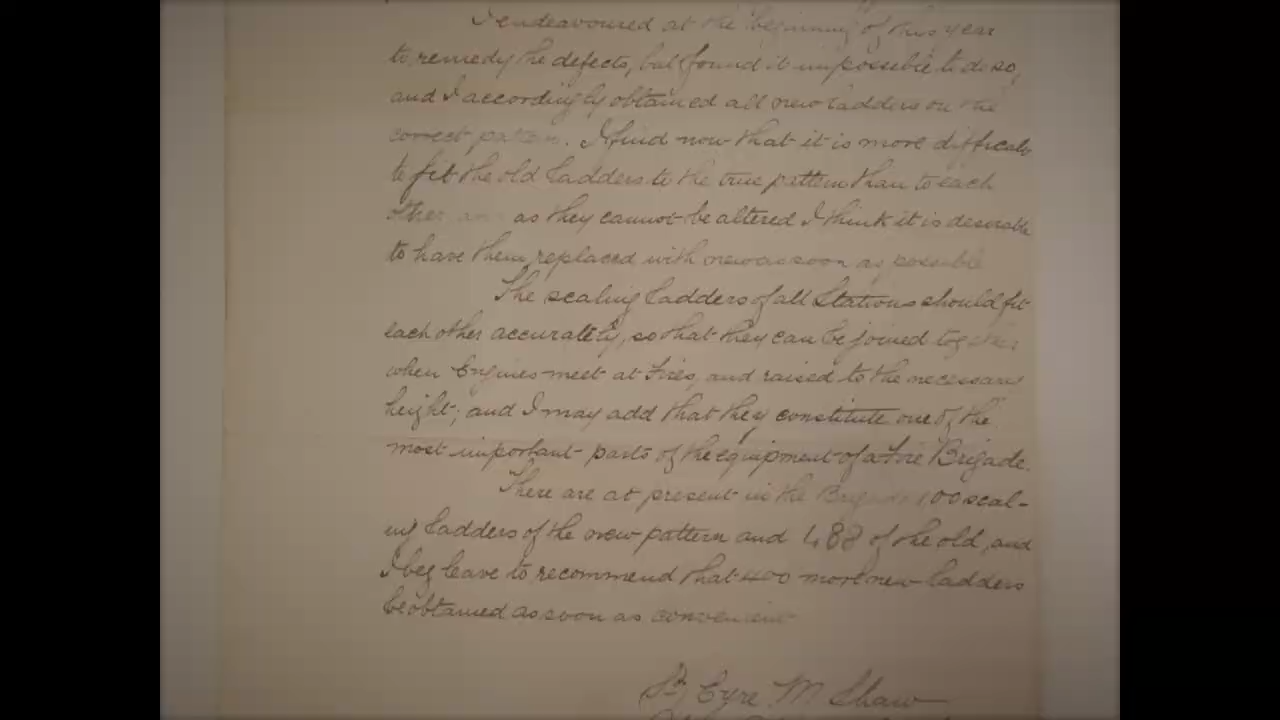 I endeavoured at the beginning of this year
to remedy the defects, but found it impossible to do so,
and I accordingly obtained all new ladders on the
correct pattern. I find now that it is more difficult
to fit the old ladders to the true pattern than to each
other, and as they cannot be altered I think it is desirable
to have them replaced with new as soon as possible
The scaling ladders of all Stations should fit
each other accurately, so that they can be joined together
when Engines meet at Fires, and raised to the necessary
height; and I may add that they constitute one of the
most important parts of the equipment of a Fire Brigade.
There are at present in the Brigade 100 scal-
ing ladders of the new pattern and 488 of the old, and
I beg leave to recommend that 400 more new ladders
be obtained as soon as convenient
Eyre M Shaw